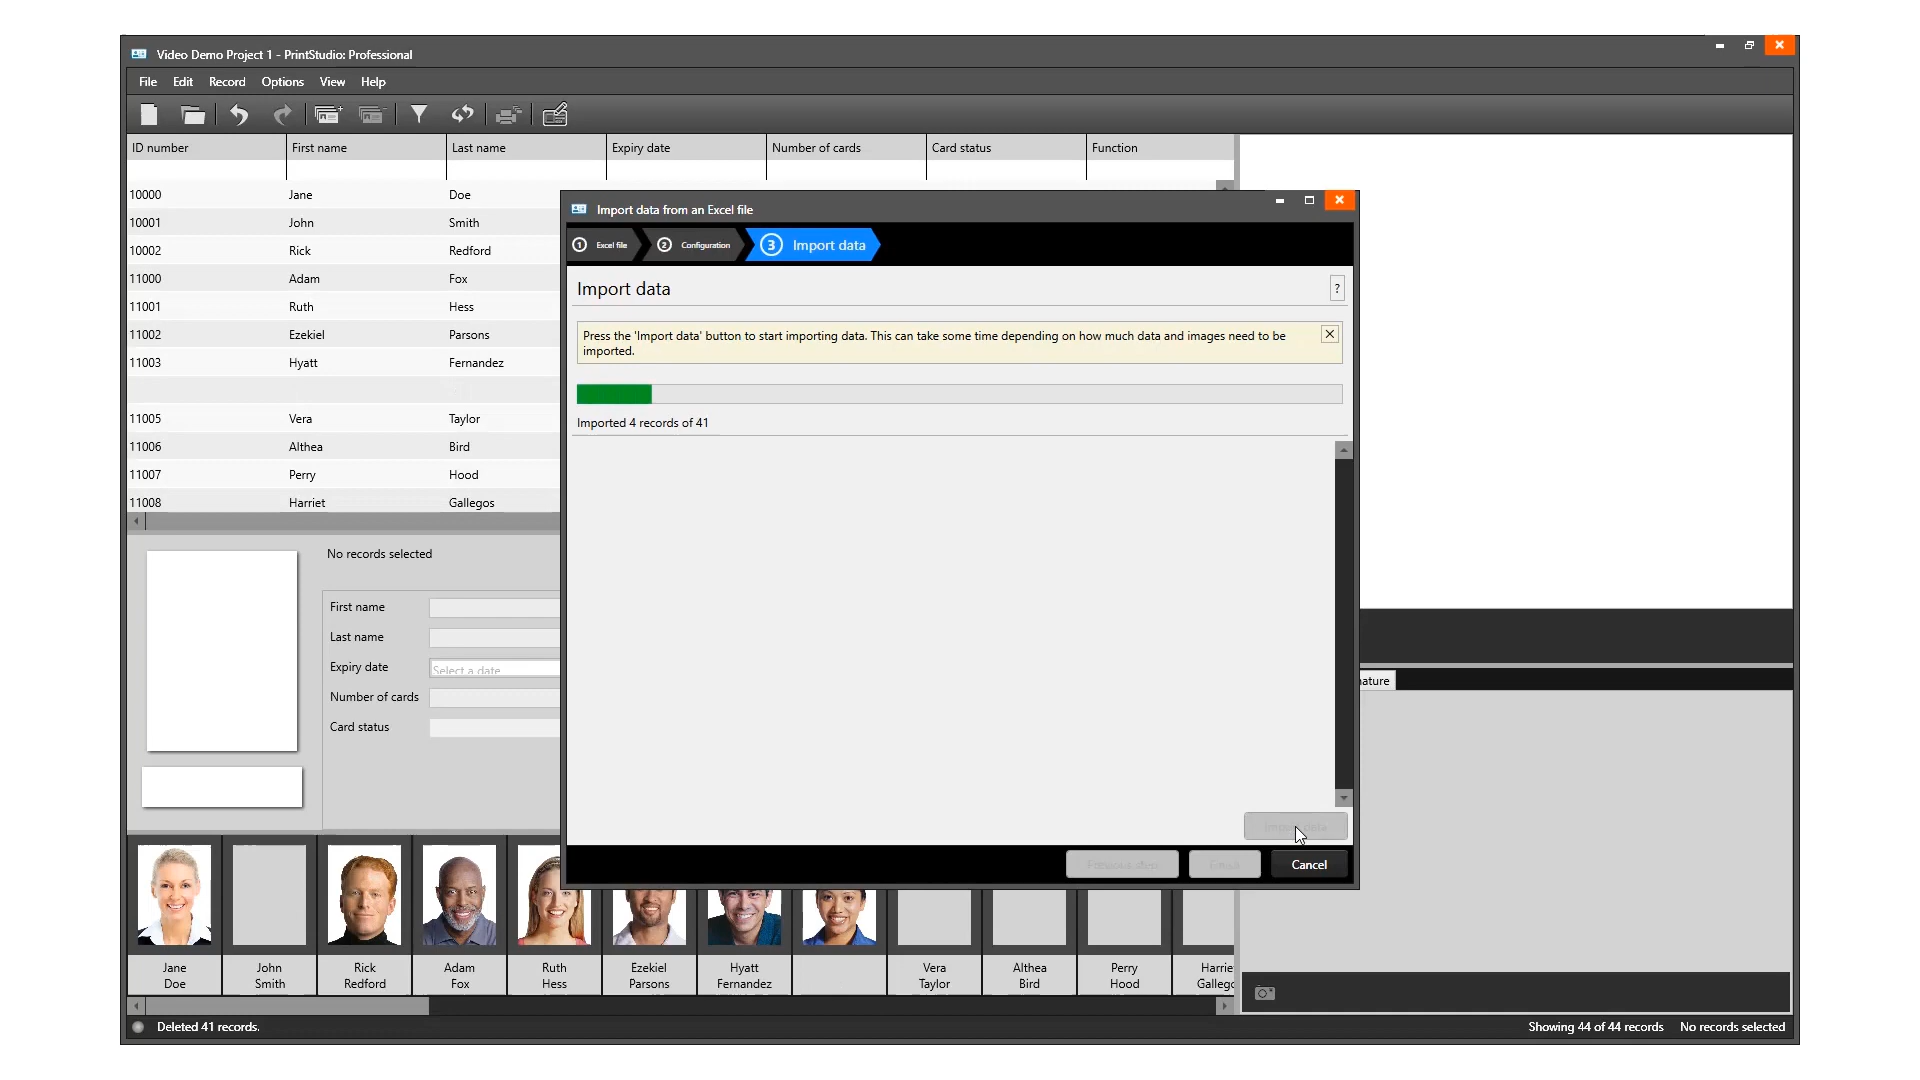 Video Demo Project 1 - PrintStudio: Professional
File Edit Record Options View Help
ID number First name Last name Expiry date Number of cards Card status Function
10000 Jane Doe
10001 John Smith
10002 Rick Redford
11000 Adam Fox
11001 Ruth Hess
11002 Ezekiel Parsons
11003 Hyatt Fernandez
11005 Vera Taylor
11006 Althea Bird
11007 Perry Hood
11008 Harriet Gallegos
Import data from an Excel file
1 Excel file 2 Configuration 3 Import data
Import data
?
Press the 'Import data' button to start importing data. This can take some time depending on how much data and images need to be
imported.
Imported 4 records of 41
Cancel
No records selected
First name
Last name
Expiry date Select a date
Number of cards
Card status
nature
Jane
Doe
John
Smith
Rick
Redford
Adam
Fox
Ruth
Hess
Ezekiel
Parsons
Hyatt
Fernandez
Vera
Taylor
Althea
Bird
Perry
Hood
Harrie
Gallego
Deleted 41 records.
Showing 44 of 44 records No records selected